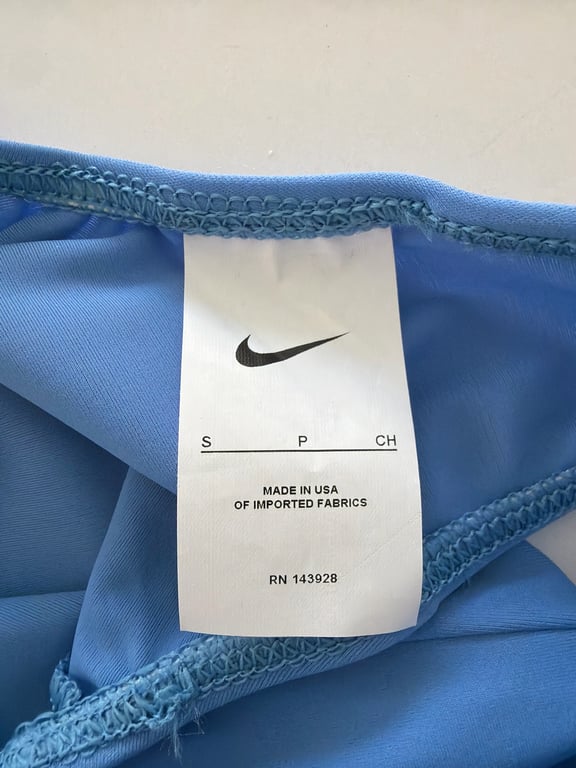 S P CH
MADE IN USA
OF IMPORTED FABRICS
RN 143928